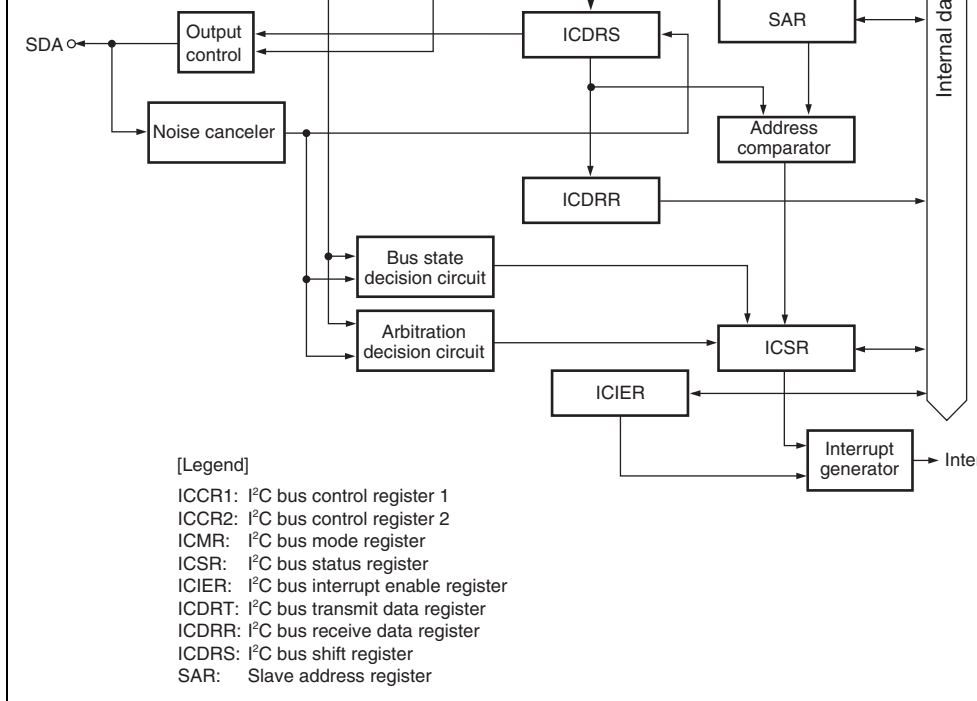 SDA
Output
control
ICDRS
SAR
Internal da
Noise canceler
Address
comparator
ICDRR
Bus state
decision circuit
Arbitration
decision circuit
ICSR
ICIER
Interrupt
generator
Inte
[Legend]
ICCR1: I²C bus control register 1
ICCR2: I²C bus control register 2
ICMR: I²C bus mode register
ICSR: I²C bus status register
ICIER: I²C bus interrupt enable register
ICDRT: I²C bus transmit data register
ICDRR: I²C bus receive data register
ICDRS: I²C bus shift register
SAR: Slave address register